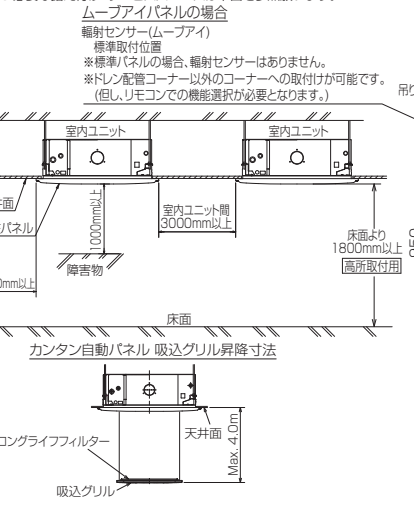 ムーブアイパネルの場合
輻射センサー(ムーブアイ)
標準取付位置
※標準パネルの場合、輻射センサーはありません。
※ドレン配管コーナー以外のコーナーへの取付けが可能です。
(但し、リモコンでの機能選択が必要となります。)
吊り
室内ユニット
室内ユニット
井面
パネル
1000mm以上
障害物
室内ユニット間
3000mm以上
床面より
1800mm以上
高所取付用
0mm以上
床面
カンタン自動パネル 吸込グリル昇降寸法
天井面
Max. 4.0m
ロングライフフィルター
吸込グリル